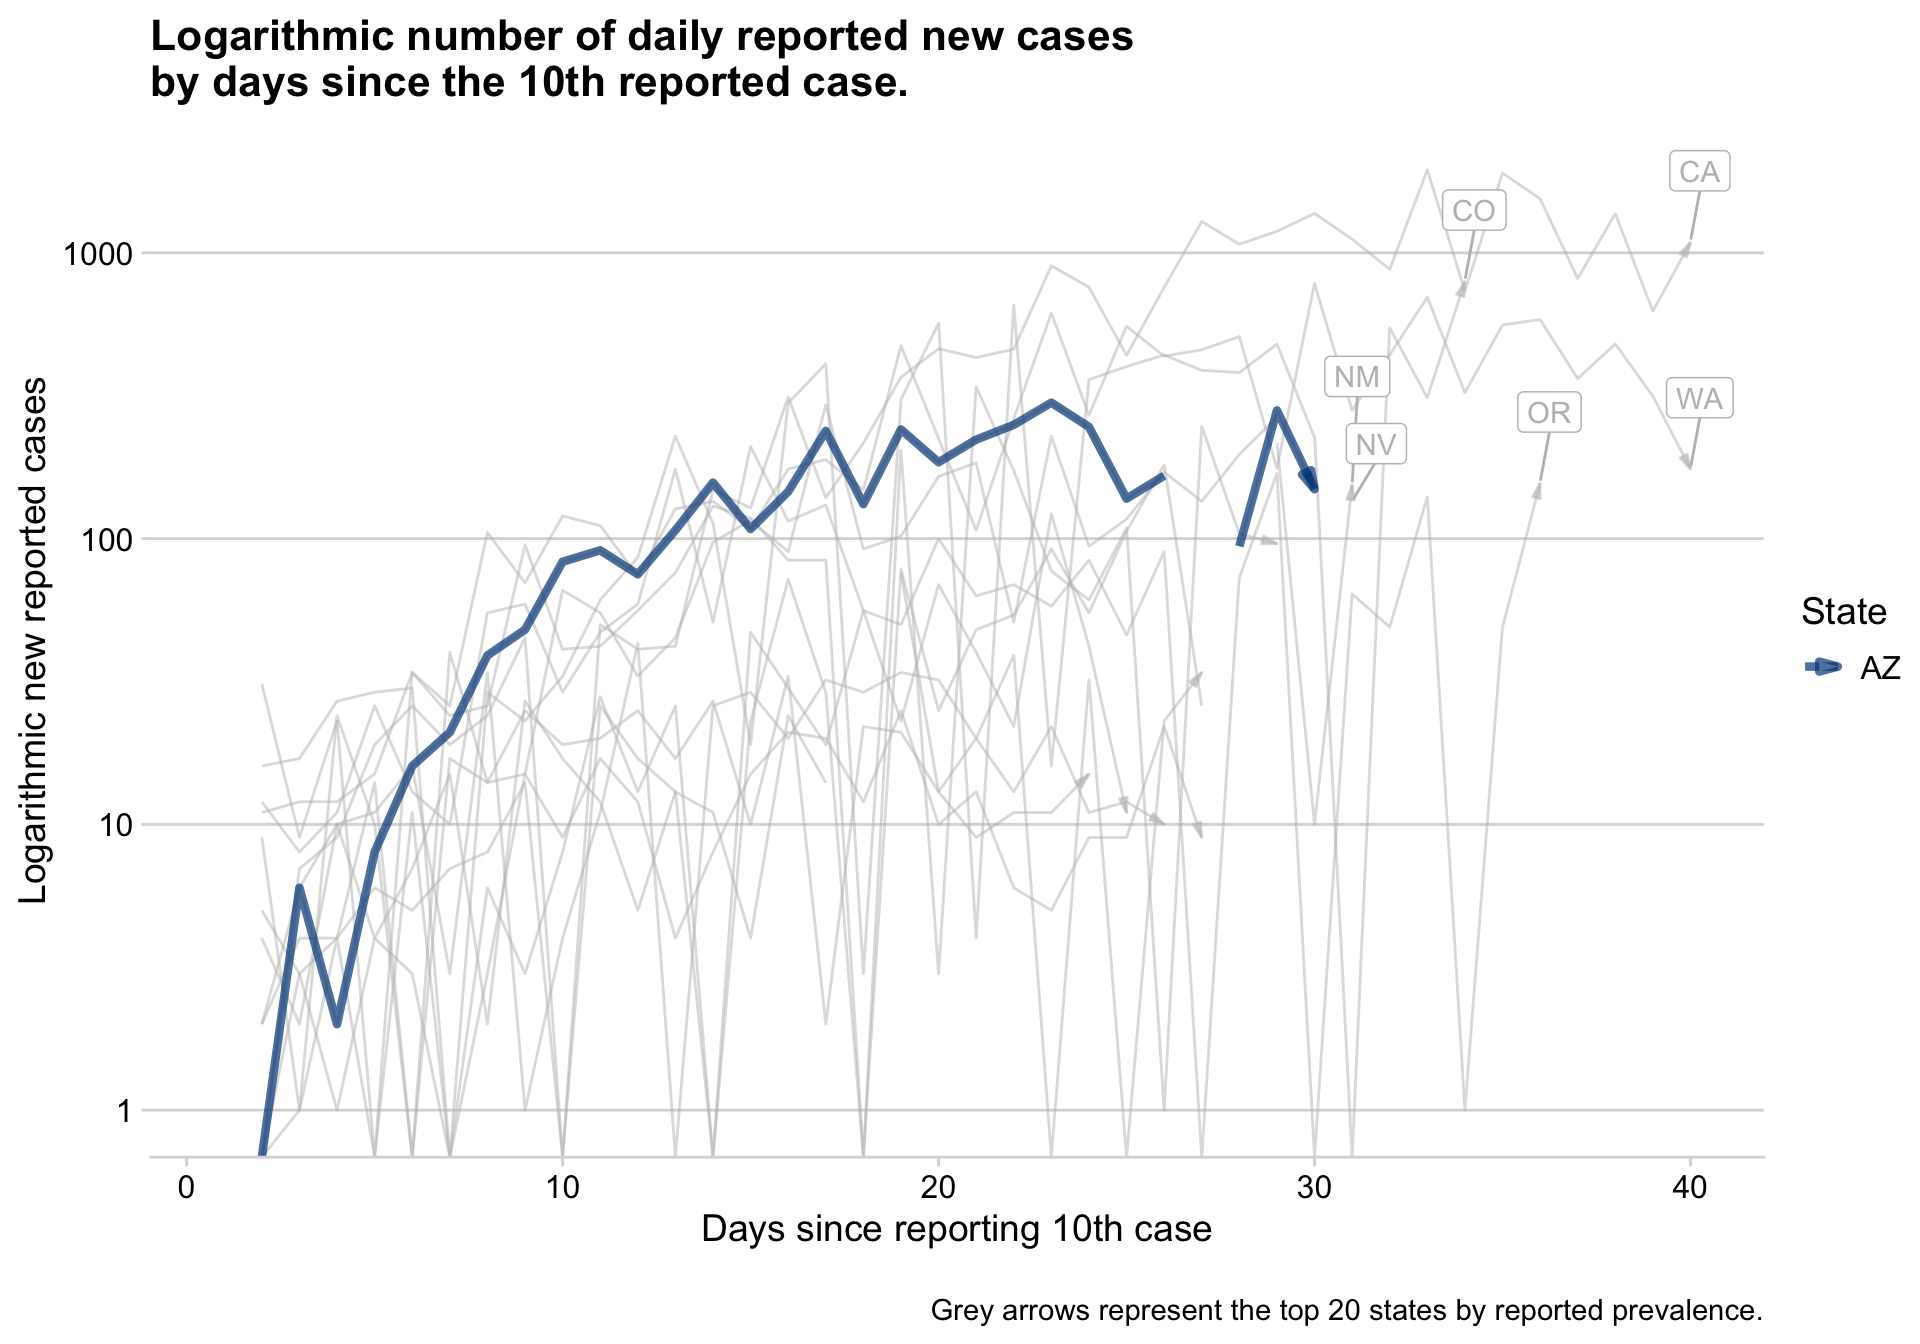 Logarithmic number of daily reported new cases
by days since the 10th reported case.
CA
CO
1000
NM
WA
OR
NV
Logarithmic new reported cases
100
State
AZ
10
1
0 10 20 30 40
Days since reporting 10th case
Grey arrows represent the top 20 states by reported prevalence.